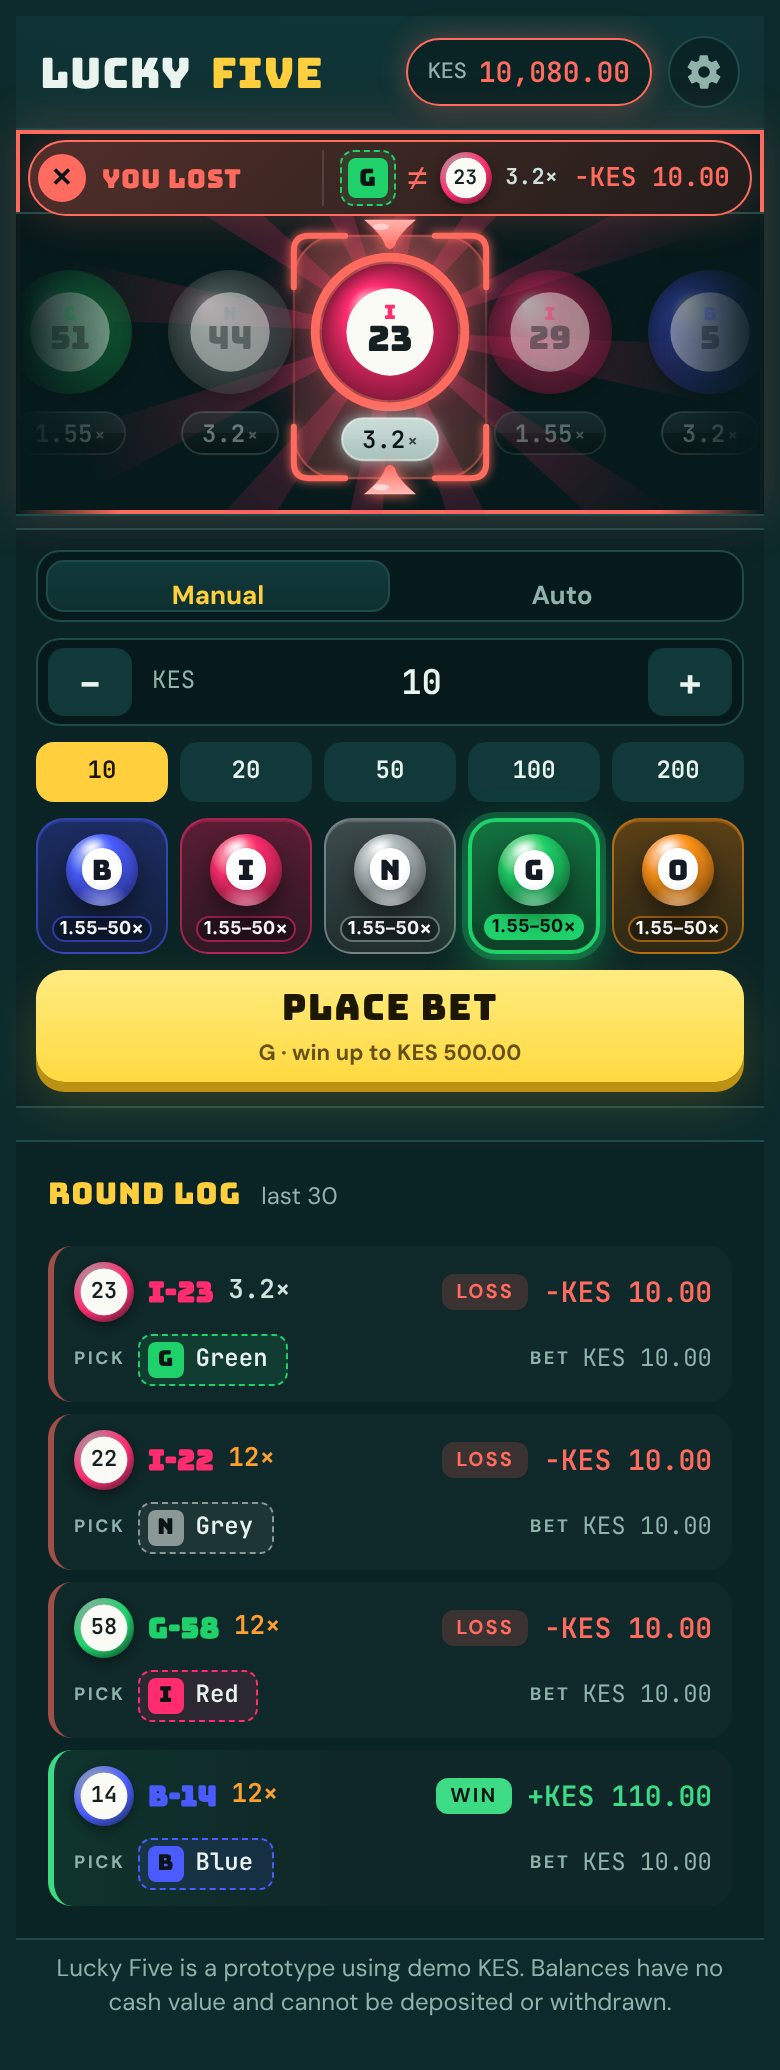 LUCKY FIVE
KES 10,080.00
✕ YOU LOST G ≠ 23 3.2× -KES 10.00
G 51 N 44 I 23 I 29 B 5
1.55× 3.2× 3.2× 1.55× 3.2×
Manual Auto
− KES 10 +
10 20 50 100 200
B I N G O
1.55–50× 1.55–50× 1.55–50× 1.55–50× 1.55–50×
PLACE BET
G · win up to KES 500.00
ROUND LOG last 30
23 I-23 3.2× LOSS -KES 10.00
PICK G Green BET KES 10.00
22 I-22 12× LOSS -KES 10.00
PICK N Grey BET KES 10.00
58 G-58 12× LOSS -KES 10.00
PICK I Red BET KES 10.00
14 B-14 12× WIN +KES 110.00
PICK B Blue BET KES 10.00
Lucky Five is a prototype using demo KES. Balances have no
cash value and cannot be deposited or withdrawn.